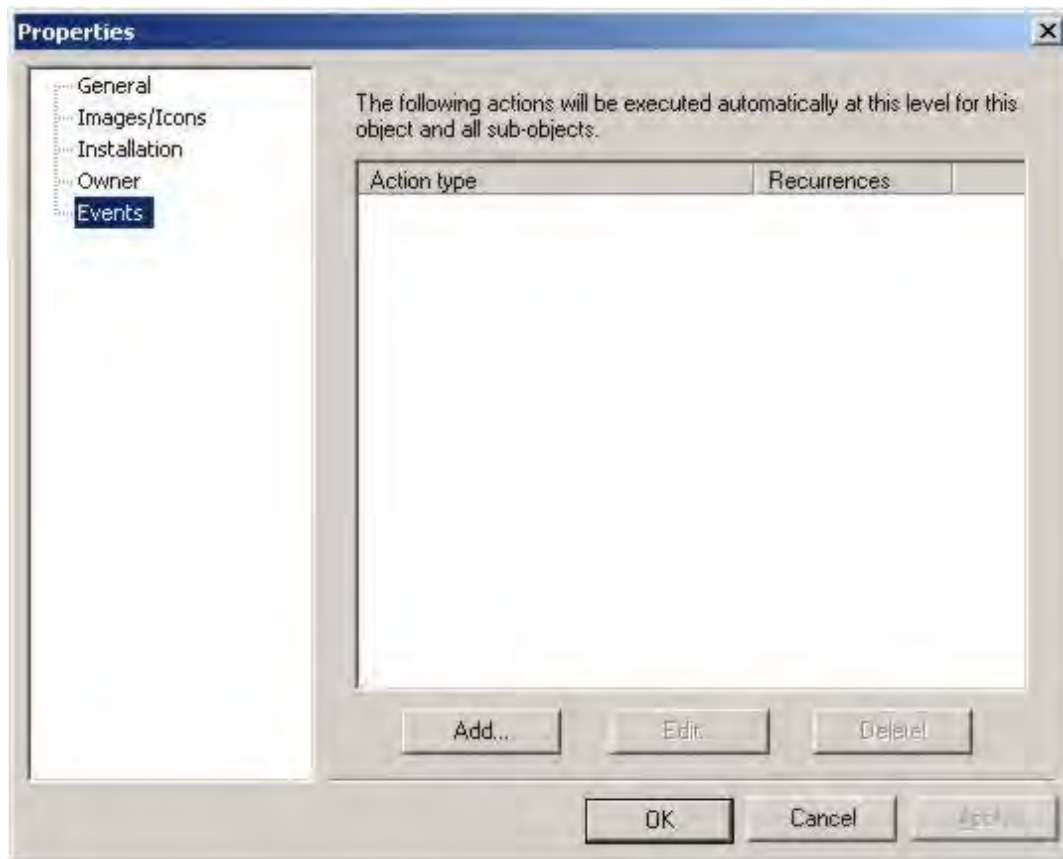 Properties
General
Images/Icons
Installation
Owner
Events
The following actions will be executed automatically at this level for this
object and all sub-objects.
Action type Recurrences
Add... Edit
OK Cancel